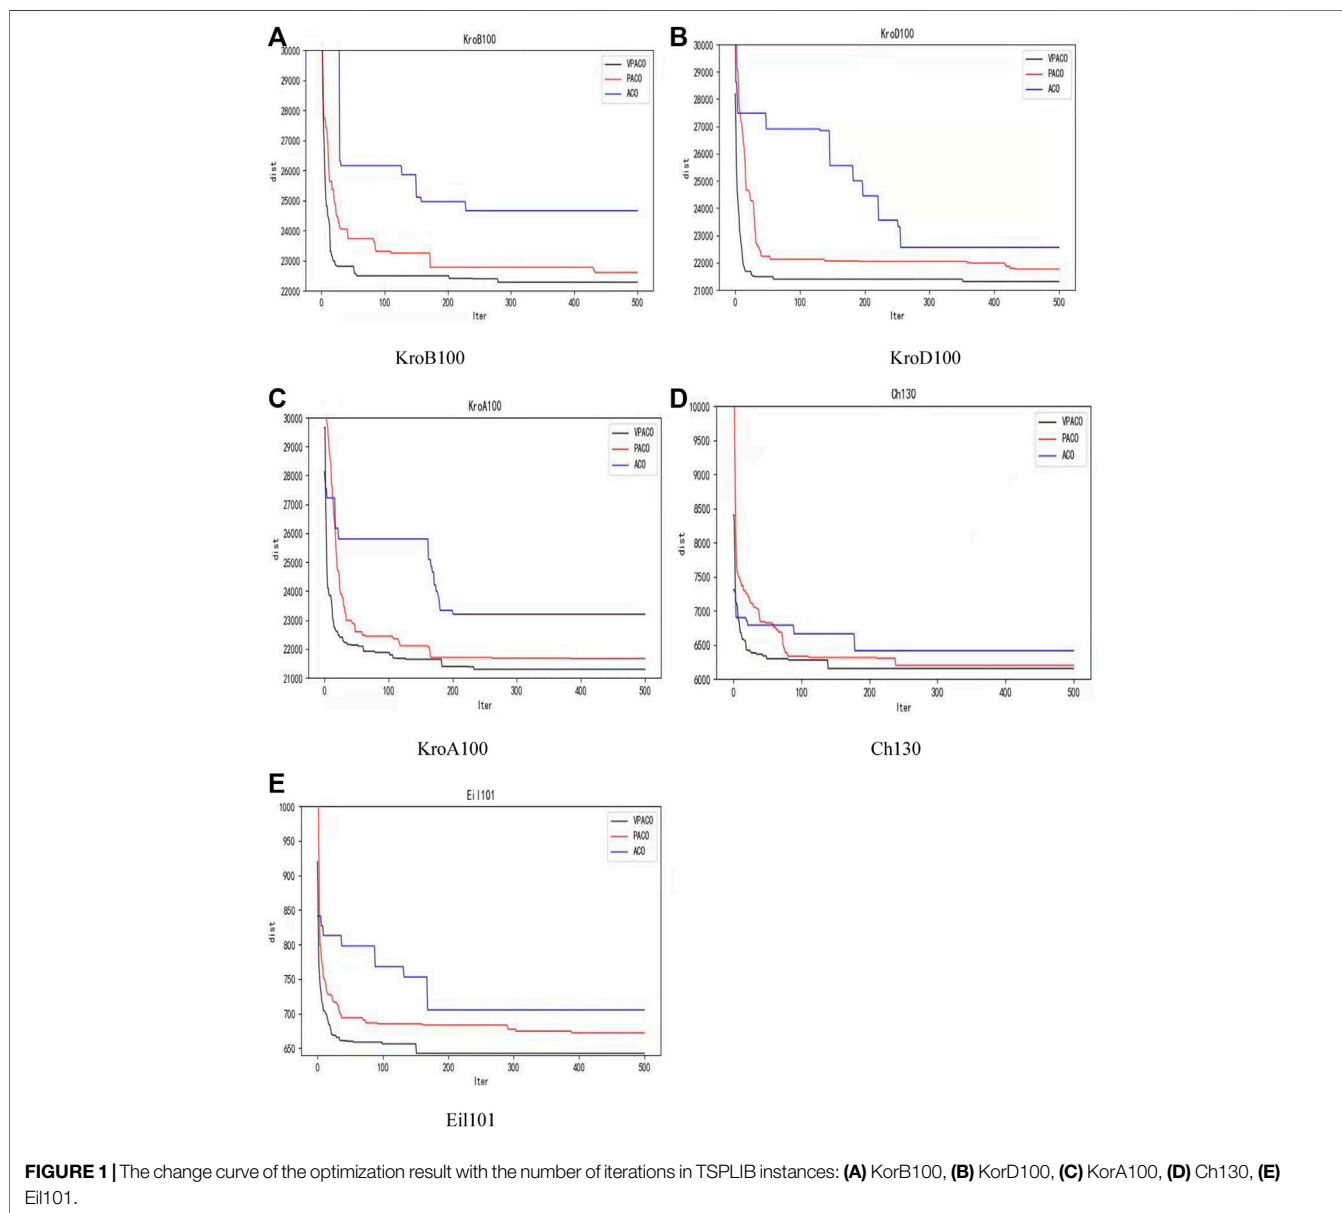 A
KroB100
30000
29000
28000
27000
26000
25000
24000
23000
22000
dist
VPACO
PACO
ACO
0 100 200 300 400 500
Iter
KroB100
B
KroD100
30000
29000
28000
27000
26000
25000
24000
23000
22000
21000
dist
VPACO
PACO
ACO
0 100 200 300 400 500
Iter
KroD100
C
KroA100
30000
29000
28000
27000
26000
25000
24000
23000
22000
21000
dist
VPACO
PACO
ACO
0 100 200 300 400 500
Iter
KroA100
D
Ch130
10000
9500
9000
8500
8000
7500
7000
6500
6000
dist
VPACO
PACO
ACO
0 100 200 300 400 500
Iter
Ch130
E
Eil101
1000
950
900
850
800
750
700
650
dist
VPACO
PACO
ACO
0 100 200 300 400 500
Iter
Eil101
FIGURE 1 | The change curve of the optimization result with the number of iterations in TSPLIB instances: (A) KorB100, (B) KorD100, (C) KorA100, (D) Ch130, (E)
Eil101.